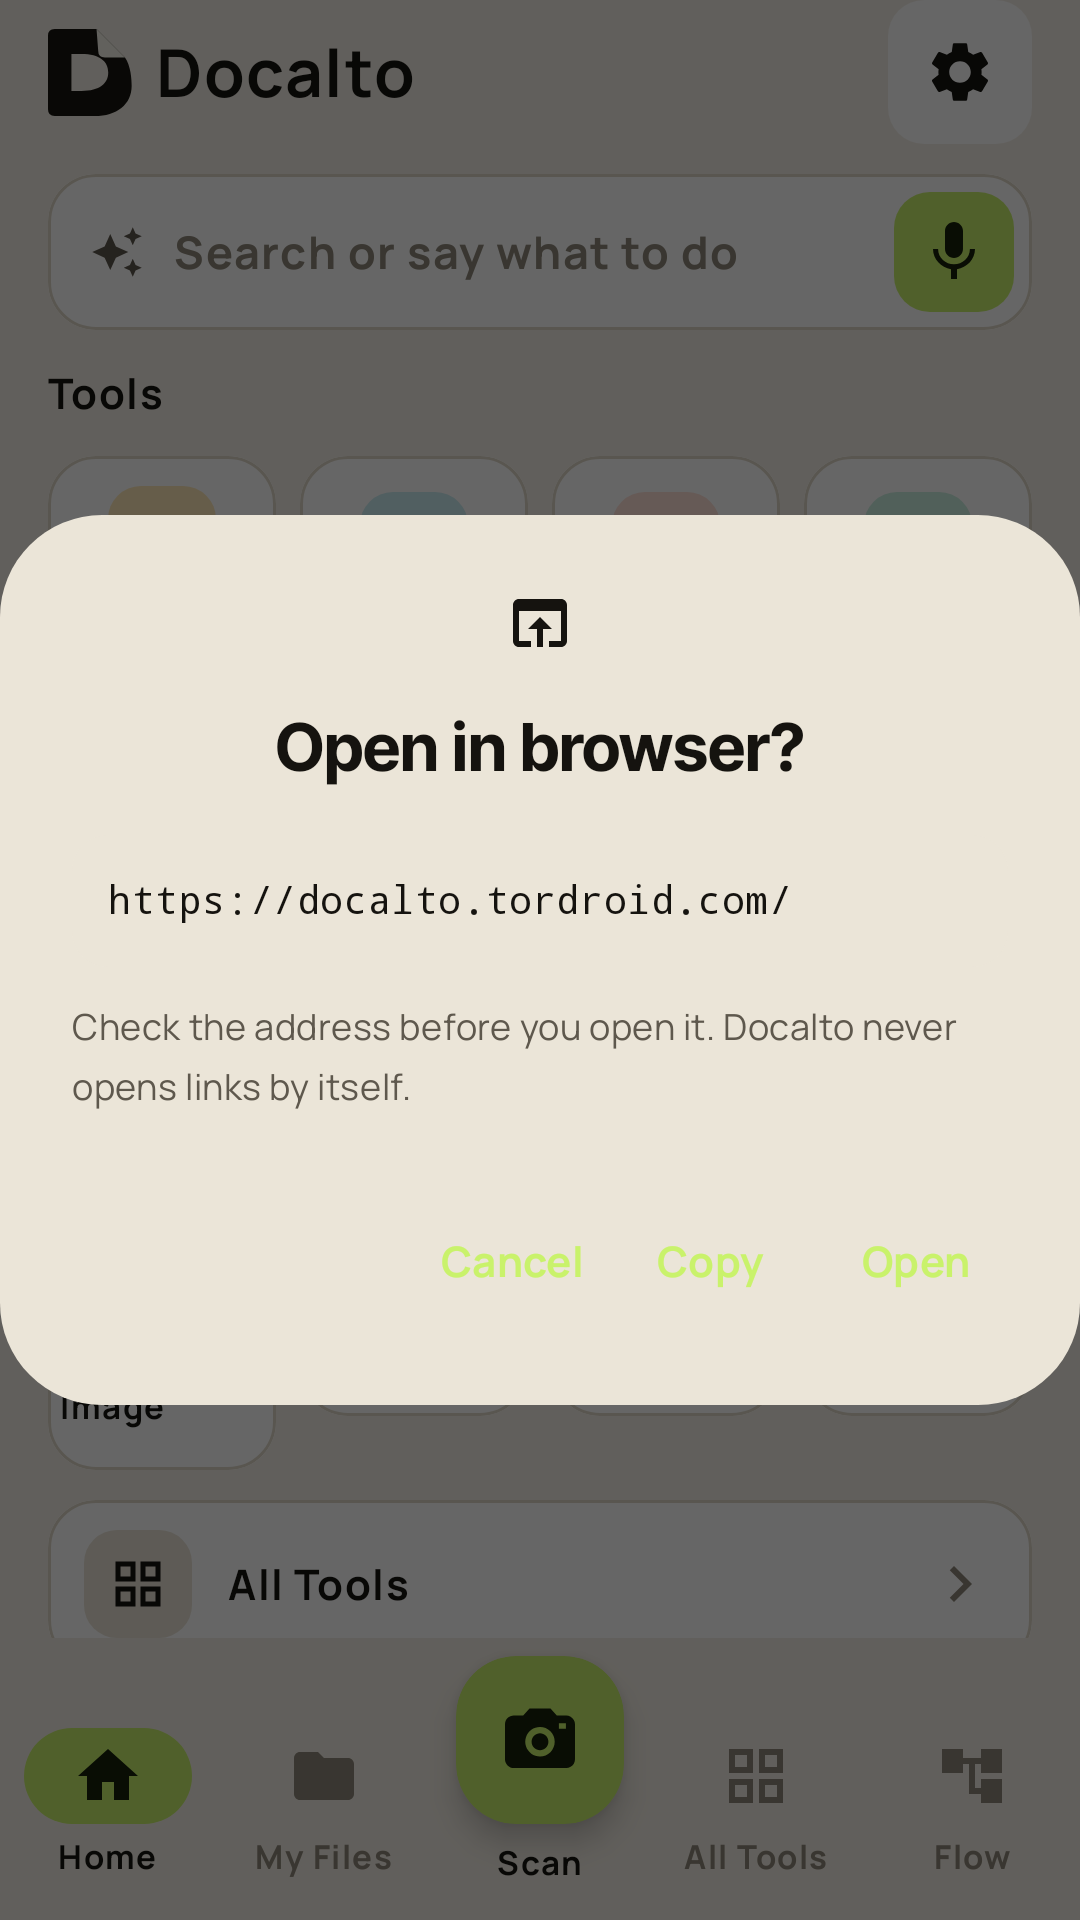 Docalto
Search or say what to do
Tools
Open in browser?
https://docalto.tordroid.com/
Check the address before you open it. Docalto never
opens links by itself.
Cancel Copy Open
Image
All Tools
Home My Files Scan All Tools Flow